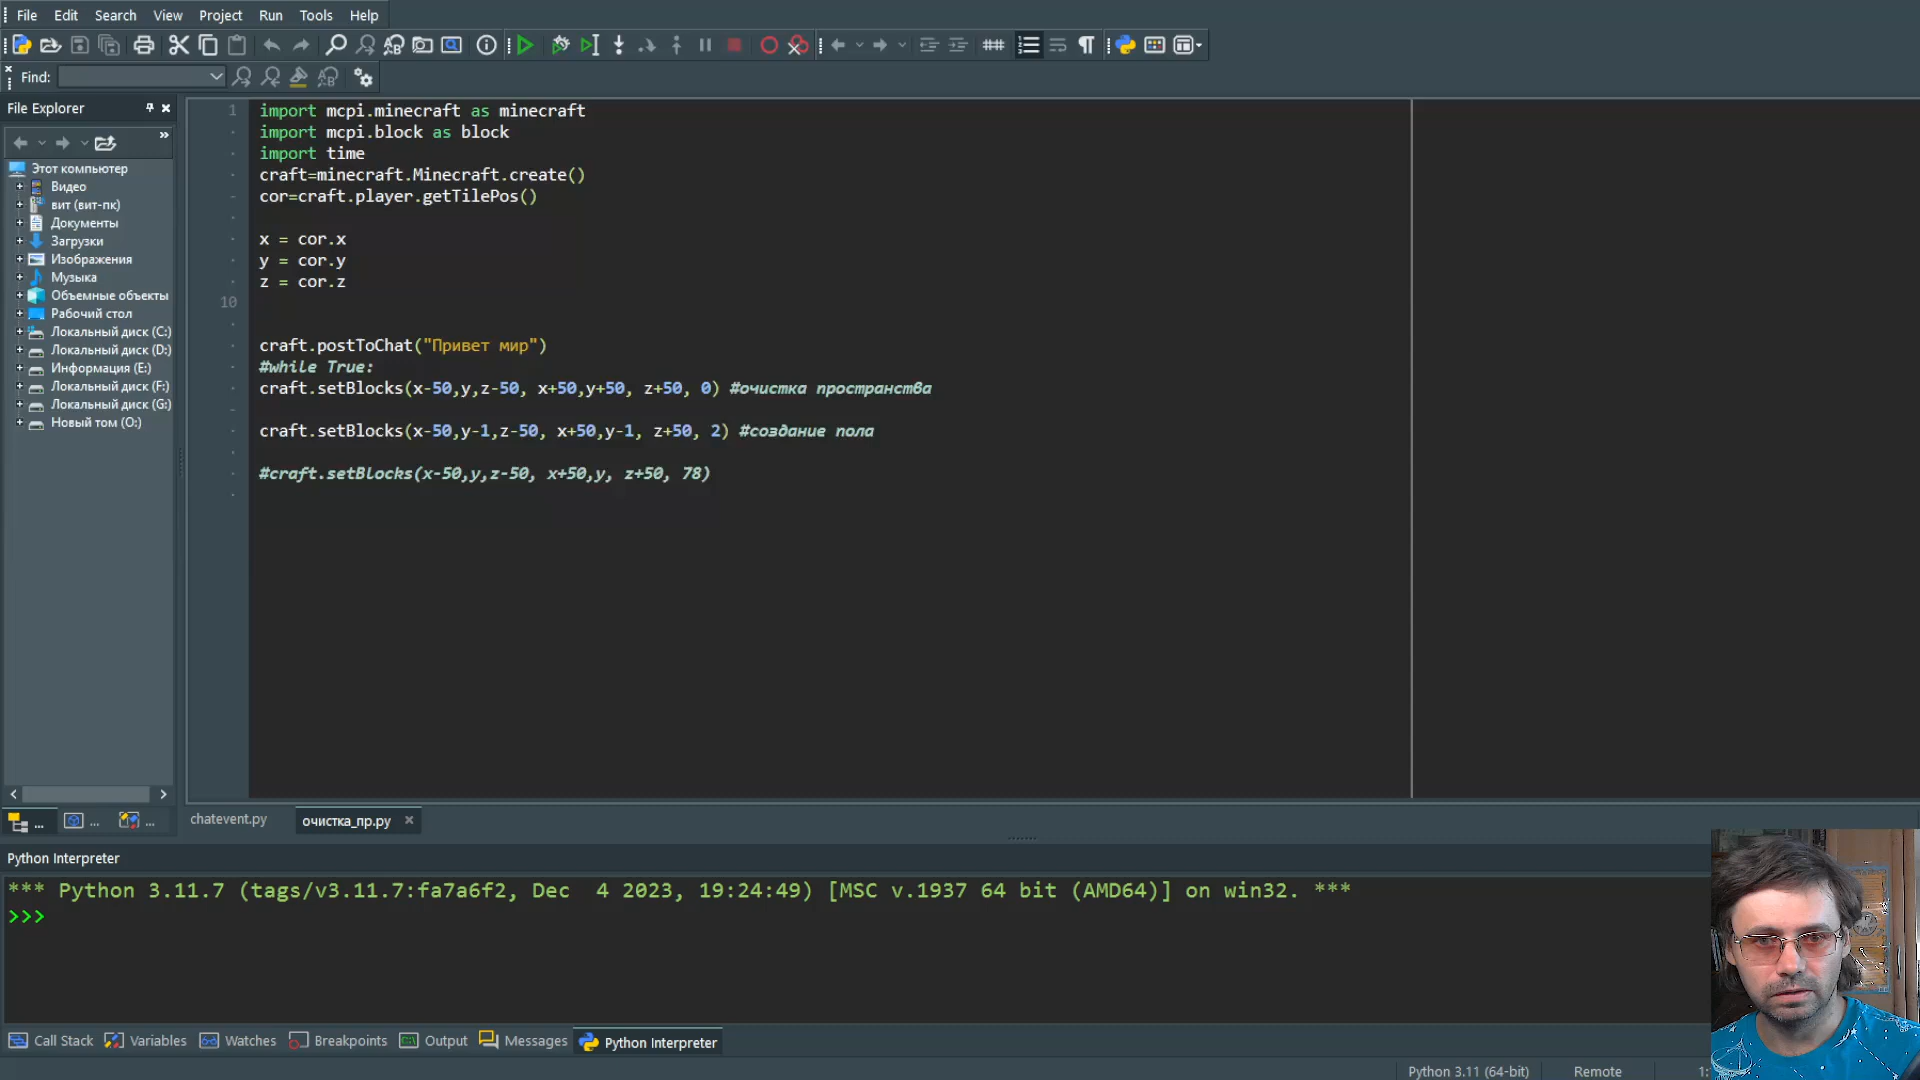 File Edit Search View Project Run Tools Help
Find:
File Explorer
»
Этот компьютер
Видео
вит (вит-пк)
Документы
Загрузки
Изображения
Музыка
Объемные объекты
Рабочий стол
Локальный диск (C:)
Локальный диск (D:)
Информация (E:)
Локальный диск (F:)
Локальный диск (G:)
Новый том (O:)
... ... ...
1 import mcpi.minecraft as minecraft
import mcpi.block as block
import time
craft=minecraft.Minecraft.create()
cor=craft.player.getTilePos()
x = cor.x
y = cor.y
z = cor.z
10
craft.postToChat("Привет мир")
#while True:
craft.setBlocks(x-50,y,z-50, x+50,y+50, z+50, 0) #очистка пространства
craft.setBlocks(x-50,y-1,z-50, x+50,y-1, z+50, 2) #создание пола
#craft.setBlocks(x-50,y,z-50, x+50,y, z+50, 78)
chatevent.py очистка_пр.py
Python Interpreter
*** Python 3.11.7 (tags/v3.11.7:fa7a6f2, Dec  4 2023, 19:24:49) [MSC v.1937 64 bit (AMD64)] on win32. ***
>>>
Call Stack Variables Watches Breakpoints Output Messages Python Interpreter
Python 3.11 (64-bit) Remote 1: